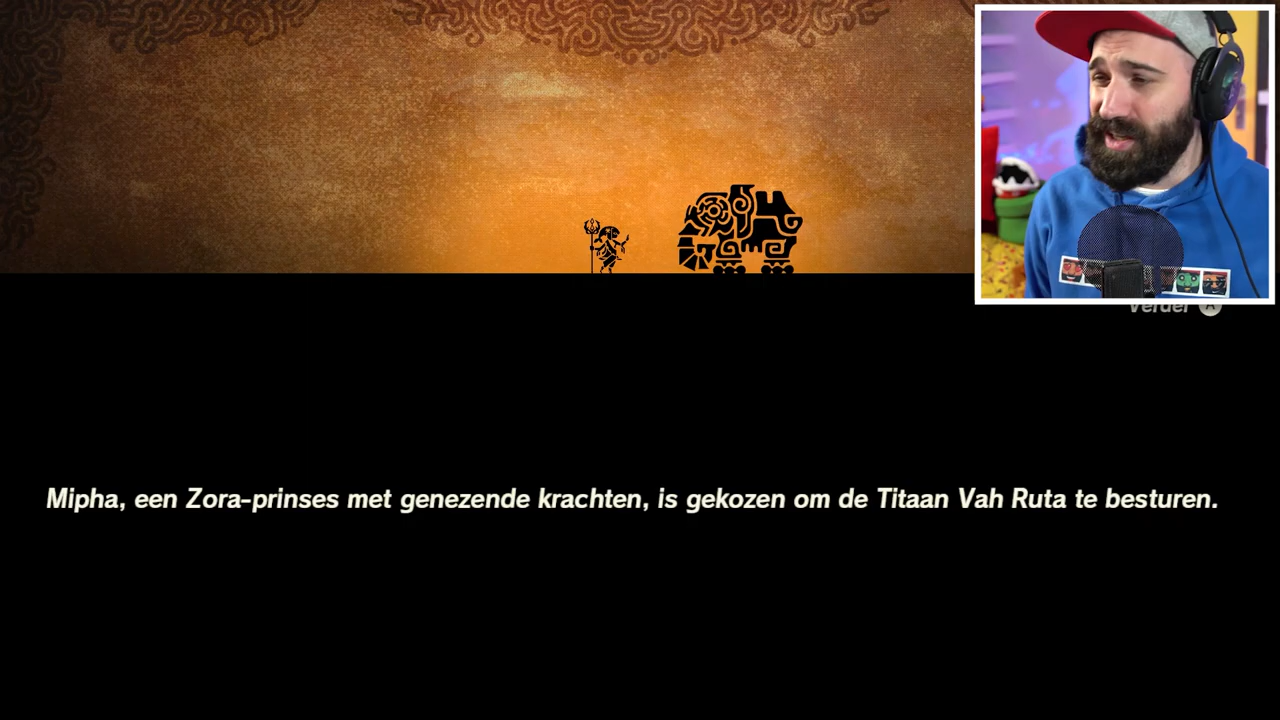 Verder A
Mipha, een Zora-prinses met genezende krachten, is gekozen om de Titaan Vah Ruta te besturen.